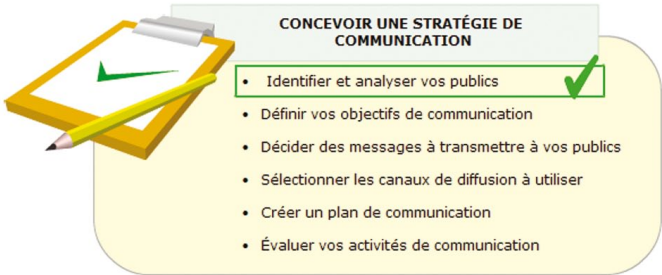 CONCEVOIR UNE STRATÉGIE DE
COMMUNICATION
• Identifier et analyser vos publics
• Définir vos objectifs de communication
• Décider des messages à transmettre à vos publics
• Sélectionner les canaux de diffusion à utiliser
• Créer un plan de communication
• Évaluer vos activités de communication